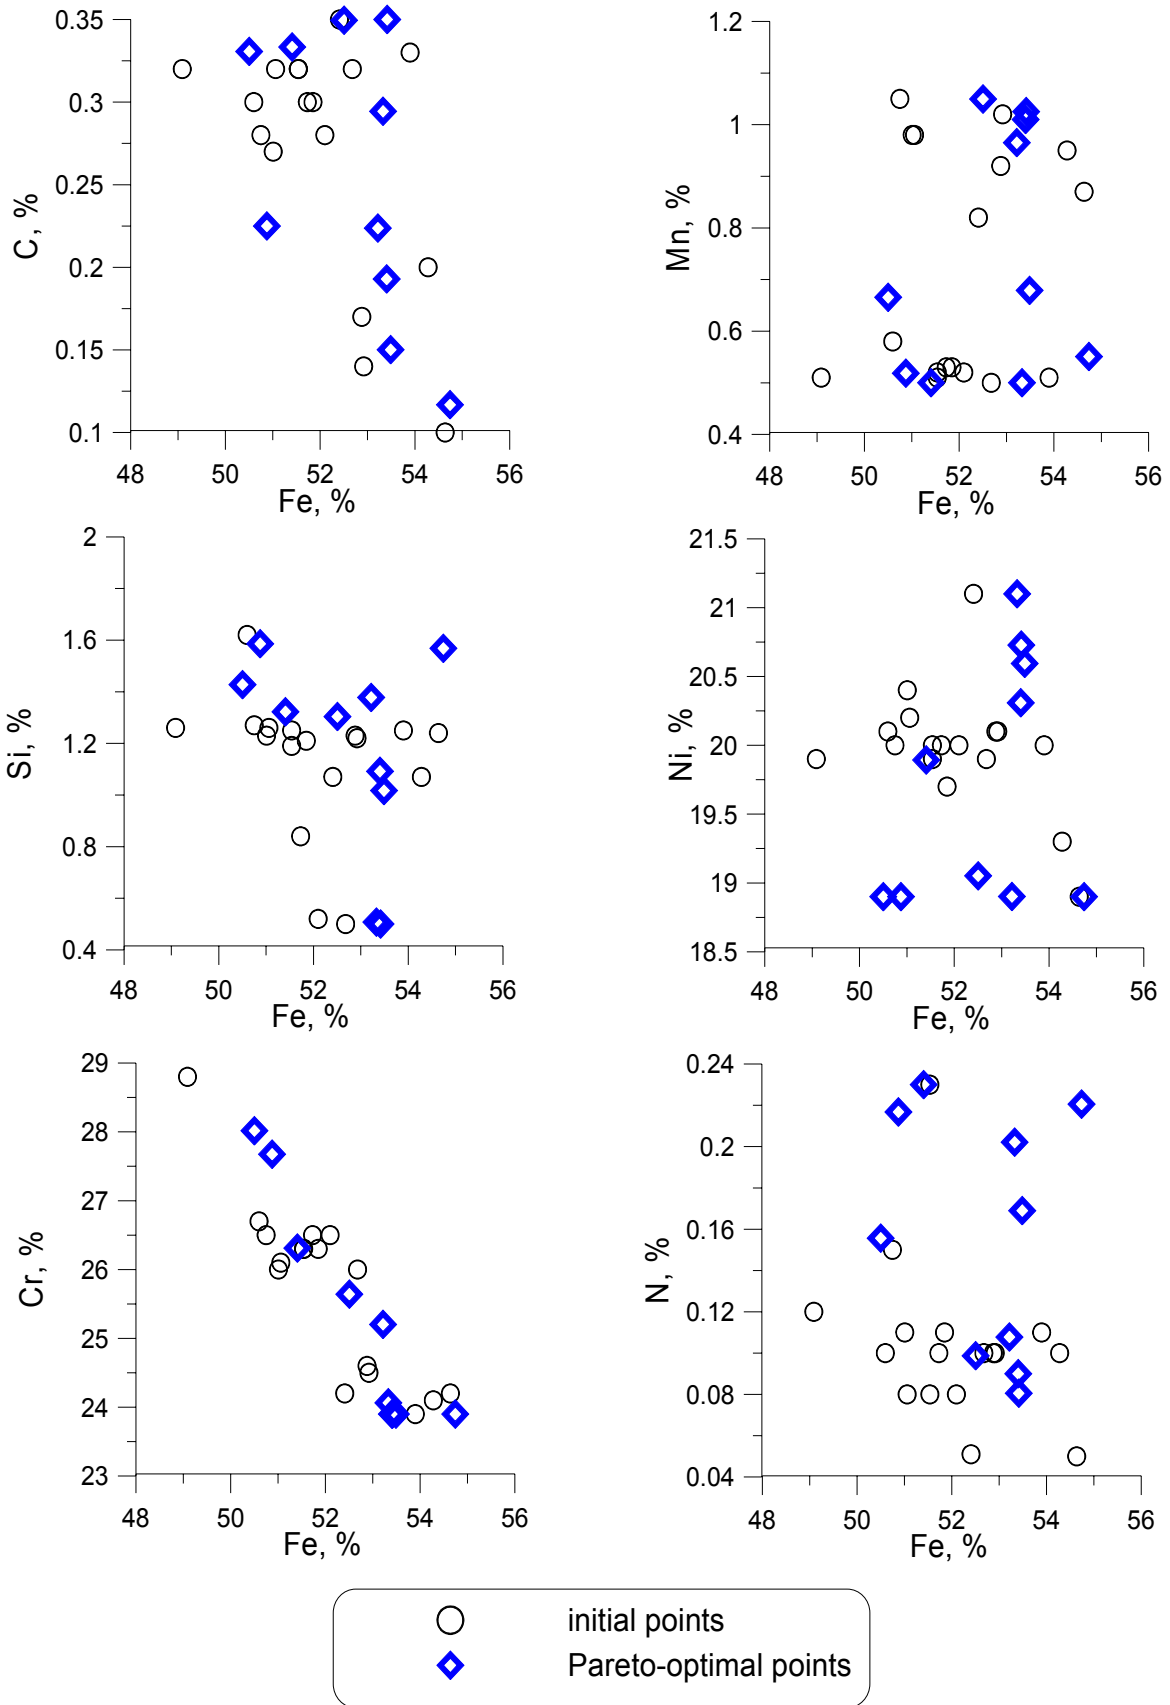 0.35
0.3
0.25
0.2
0.15
0.1
C, %
48 50 52 54 56
Fe, %
1.2
1
0.8
0.6
0.4
Mn, %
48 50 52 54 56
Fe, %
2
1.6
1.2
0.8
0.4
Si, %
48 50 52 54 56
Fe, %
21.5
21
20.5
20
19.5
19
18.5
Ni, %
48 50 52 54 56
Fe, %
29
28
27
26
25
24
23
Cr, %
48 50 52 54 56
Fe, %
0.24
0.2
0.16
0.12
0.08
0.04
N, %
48 50 52 54 56
Fe, %
initial points
Pareto-optimal points